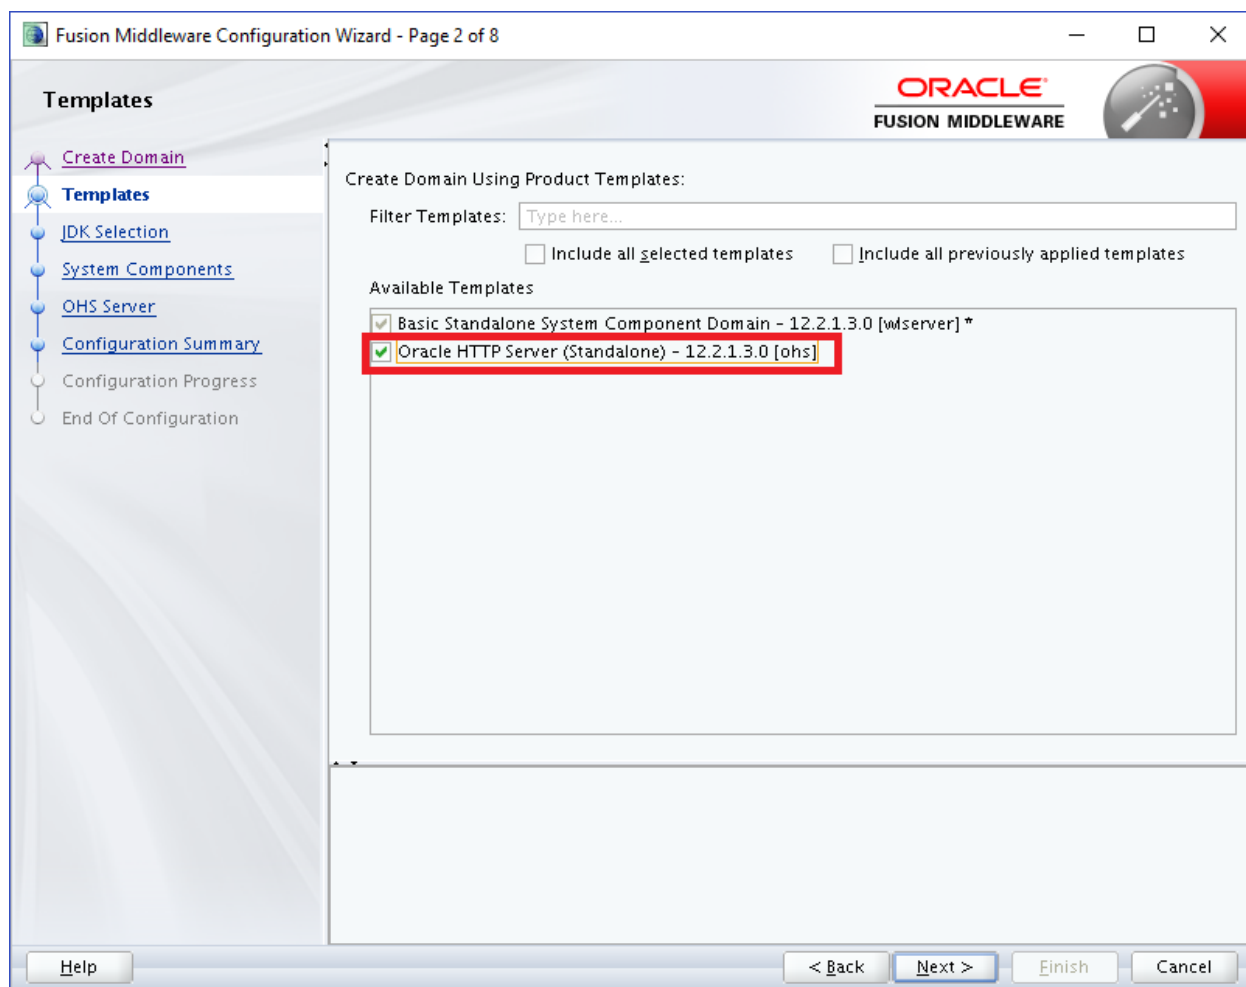 Fusion Middleware Configuration Wizard - Page 2 of 8
Templates
ORACLE
FUSION MIDDLEWARE
Create Domain
Templates
JDK Selection
System Components
OHS Server
Configuration Summary
Configuration Progress
End Of Configuration
Create Domain Using Product Templates:
Filter Templates: Type here...
Include all selected templates Include all previously applied templates
Available Templates
Basic Standalone System Component Domain - 12.2.1.3.0 [wlserver] *
Oracle HTTP Server (Standalone) - 12.2.1.3.0 [ohs]
Help < Back Next > Finish Cancel